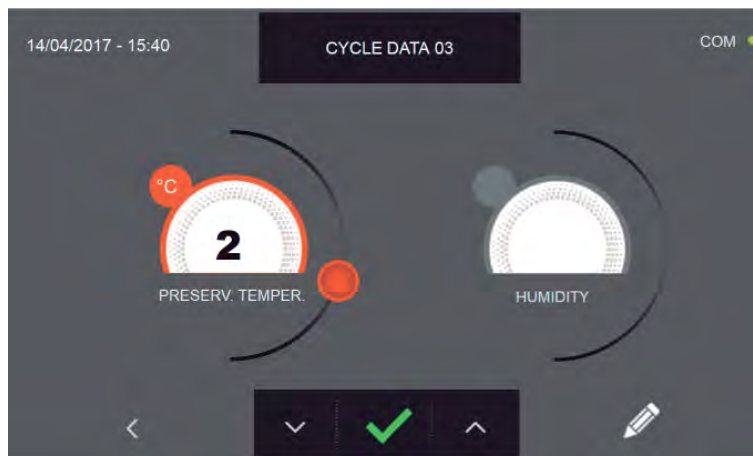 14/04/2017 - 15:40
CYCLE DATA 03
COM
°C
2
PRESERV. TEMPER.
HUMIDITY